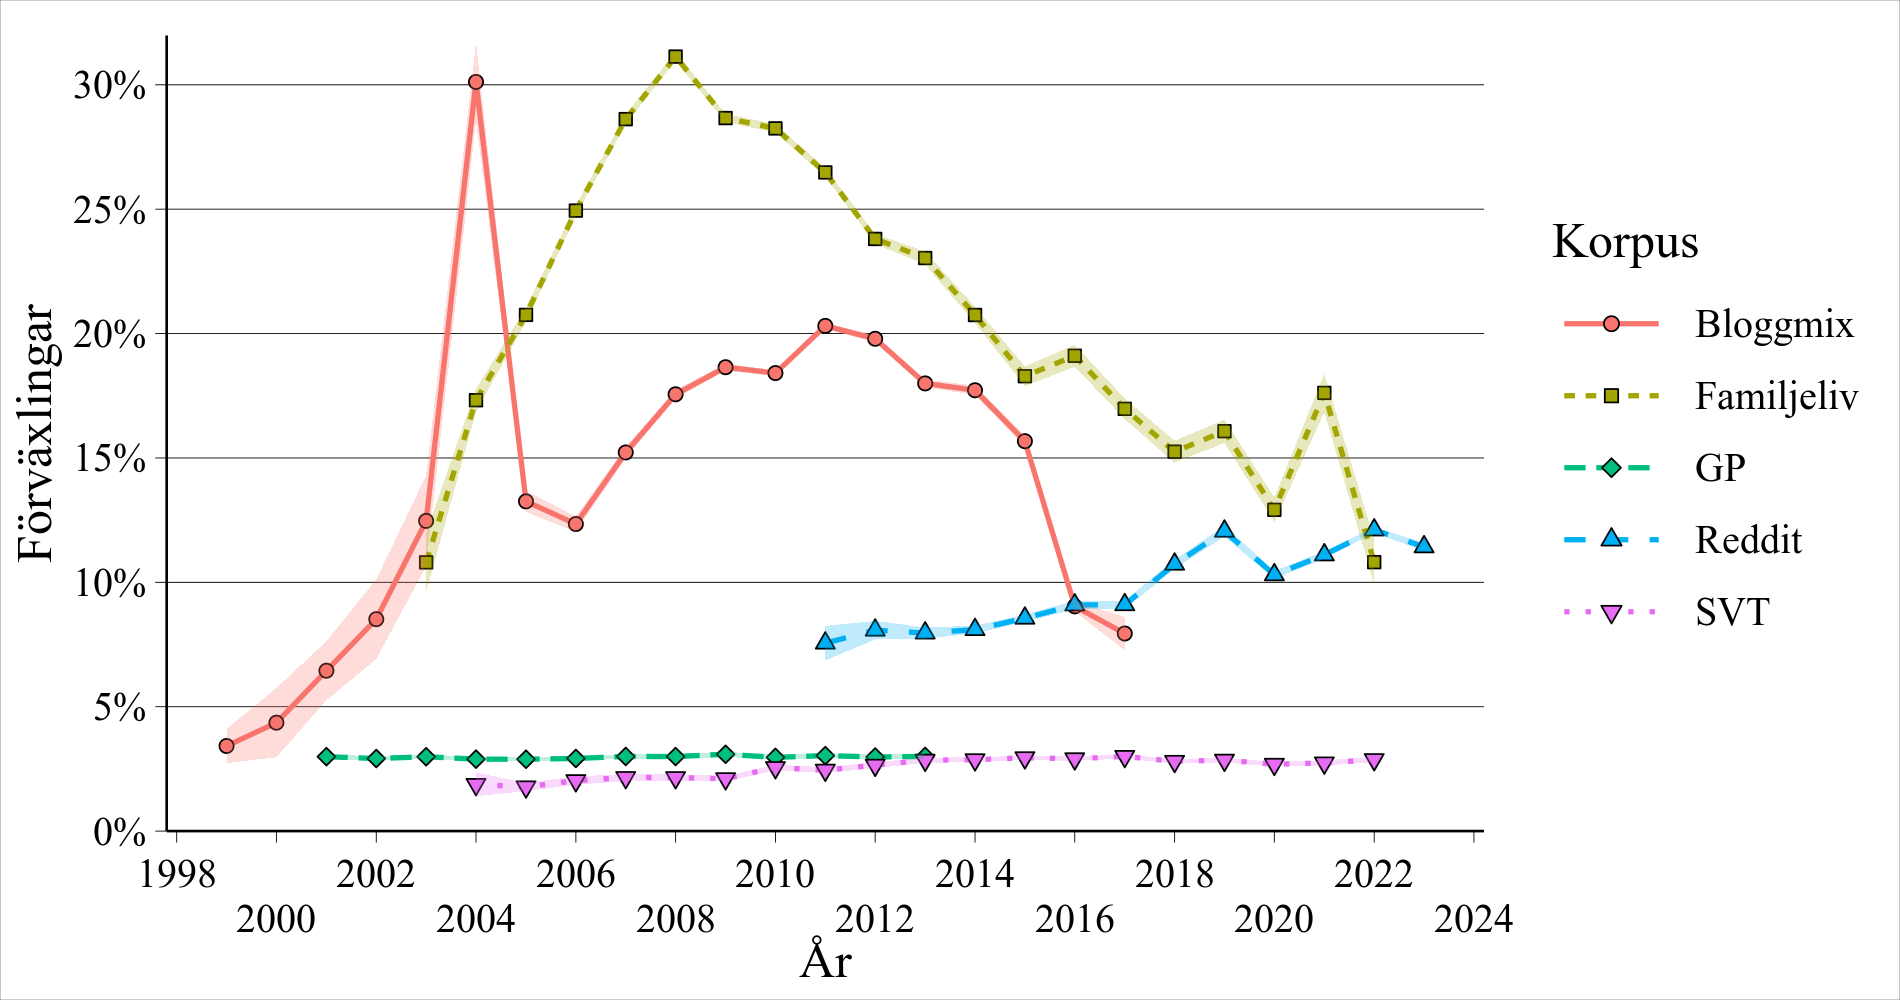 30%
25%
20%
15%
10%
5%
0%
Förväxlingar
1998 2002 2006 2010 2014 2018 2022
2000 2004 2008 2012 2016 2020 2024
År
Korpus
Bloggmix
Familjeliv
GP
Reddit
SVT